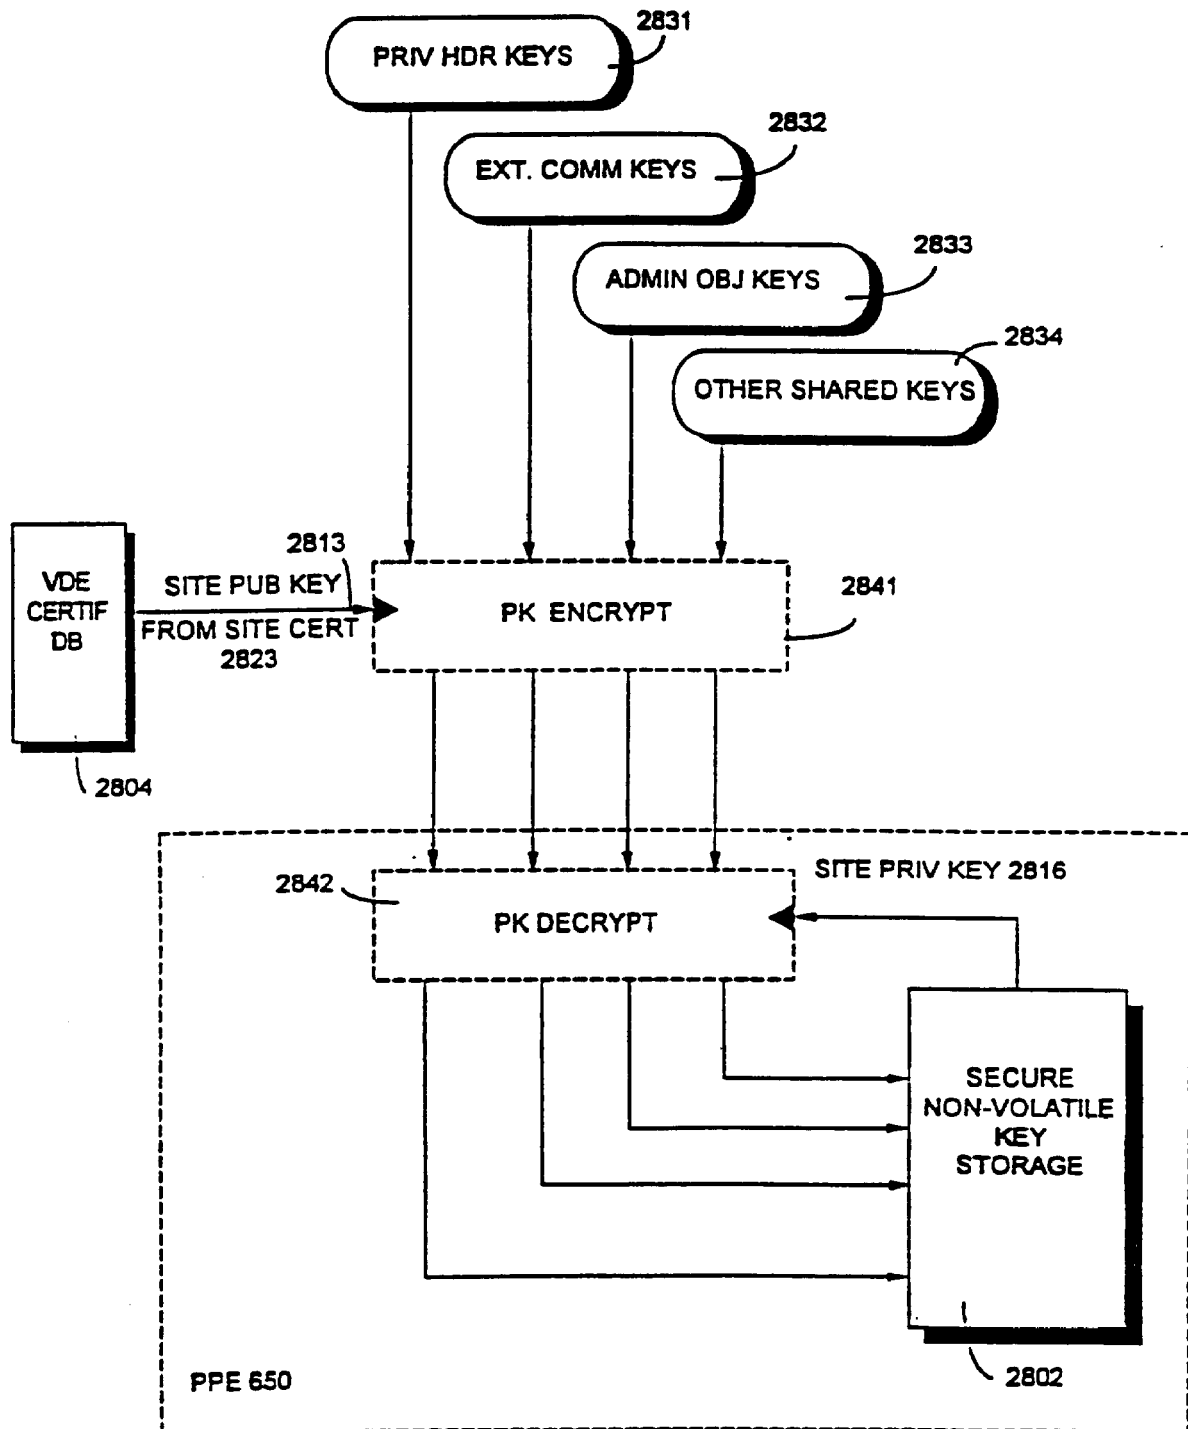 2831
PRIV HDR KEYS
2832
EXT. COMM KEYS
2833
ADMIN OBJ KEYS
2834
OTHER SHARED KEYS
2813
VDE
CERTIF
DB
SITE PUB KEY
FROM SITE CERT
2823
PK ENCRYPT
2841
2804
2842
SITE PRIV KEY 2816
PK DECRYPT
SECURE
NON-VOLATILE
KEY
STORAGE
2802
PPE 650